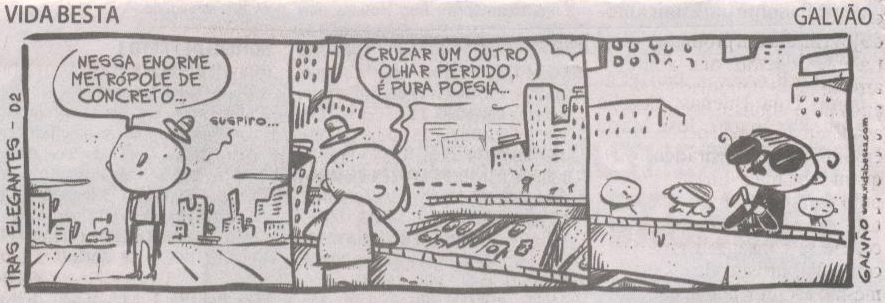 VIDA BESTA
GALVÃO
TIRAS ELEGANTES - 02
NESSA ENORME
METRÓPOLE DE
CONCRETO...
SUSPIRO...
CRUZAR UM OUTRO
OLHAR PERDIDO,
É PURA POESIA...
GALVAO www.vidabesta.com